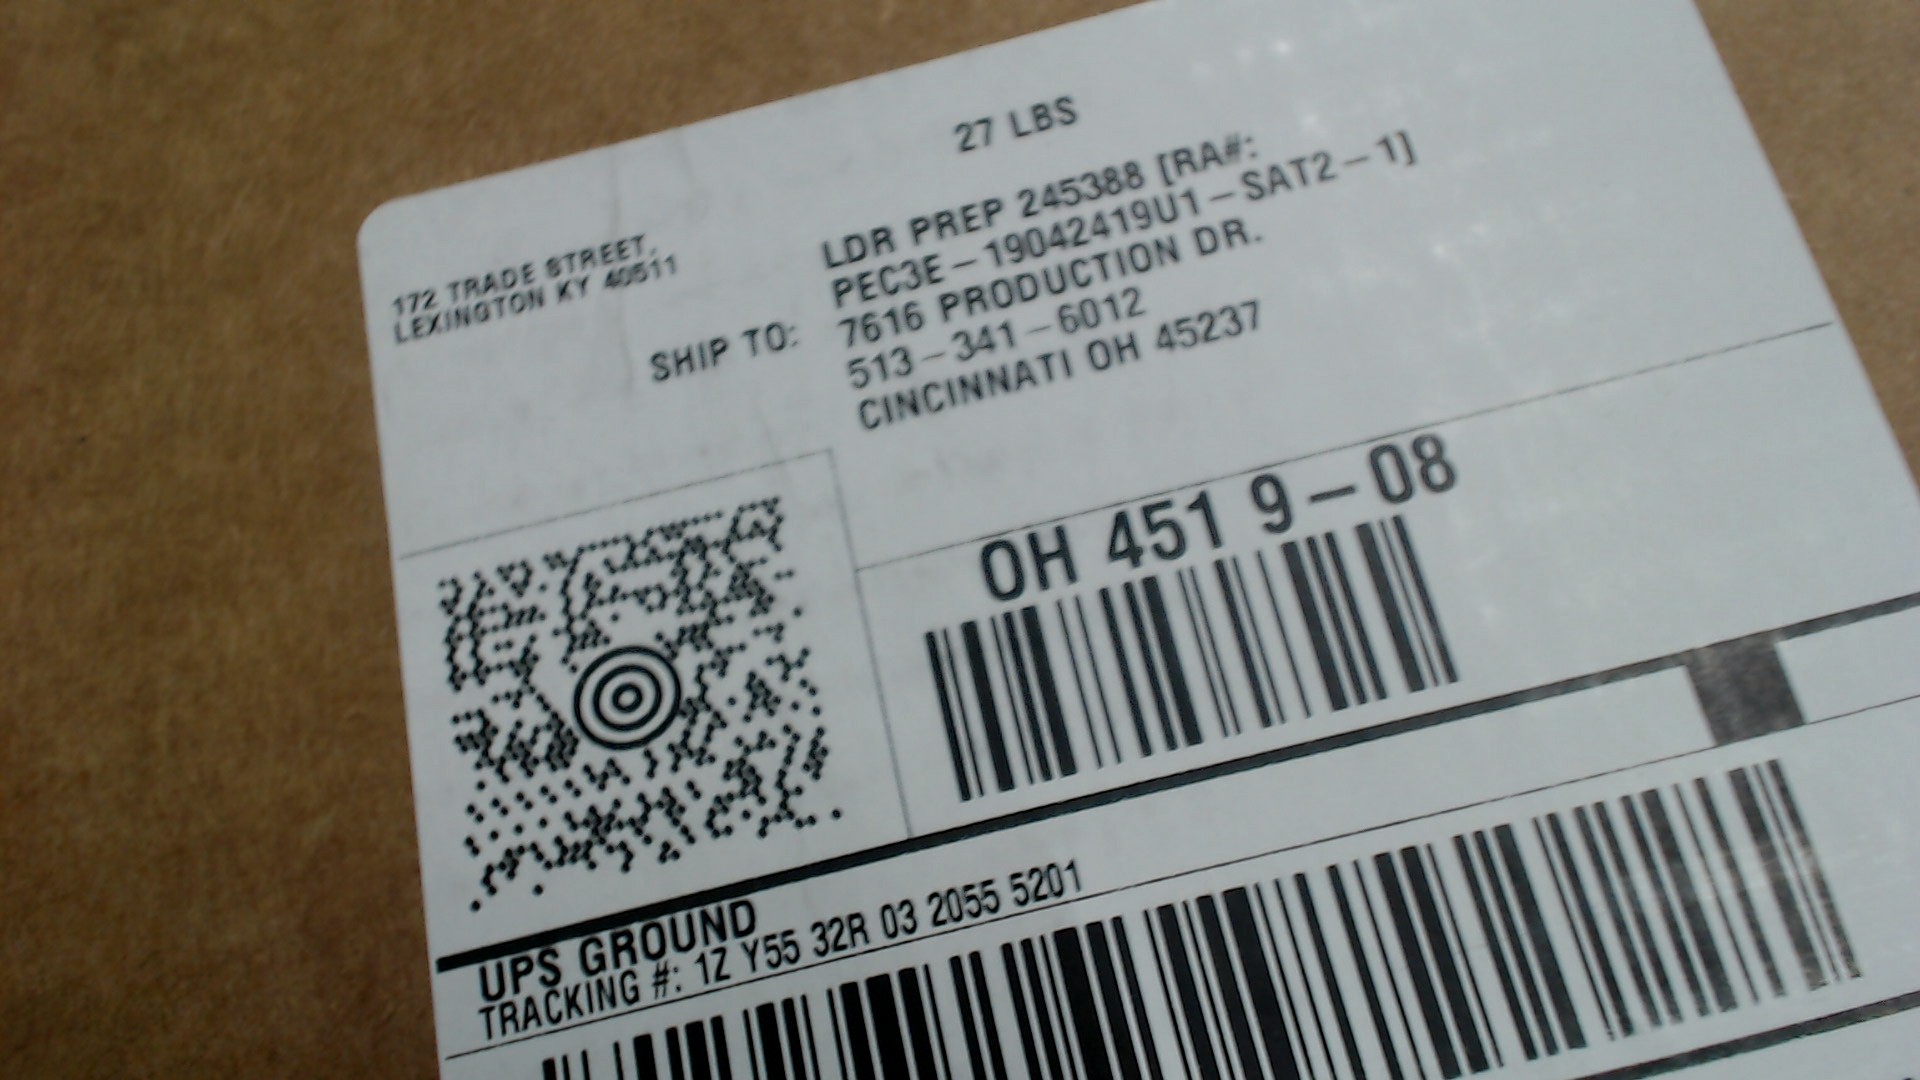 27 LBS
172 TRADE STREET,
LEXINGTON KY 40511
SHIP TO:
LDR PREP 245388 [RA#:
PEC3E-19042419U1-SAT2-1]
7616 PRODUCTION DR.
513-341-6012
CINCINNATI OH 45237
OH 451 9-08
UPS GROUND
TRACKING #: 1Z Y55 32R 03 2055 5201